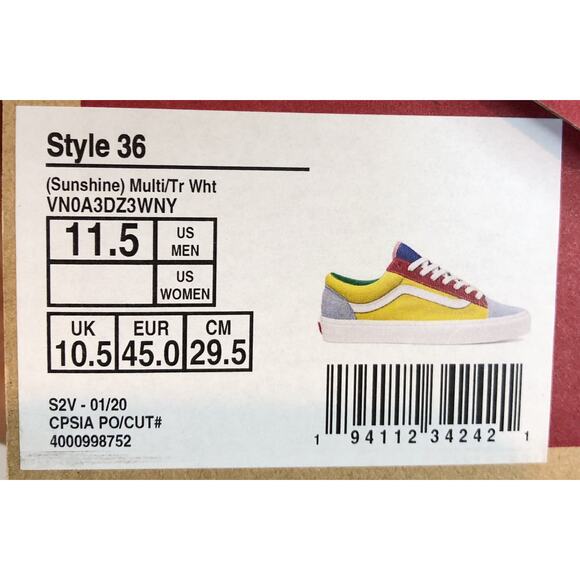 Style 36
(Sunshine) Multi/Tr Wht
VN0A3DZ3WNY
11.5 US MEN
US WOMEN
UK EUR CM
10.5 45.0 29.5
S2V - 01/20
CPSIA PO/CUT#
4000998752
1 94112 34242 1